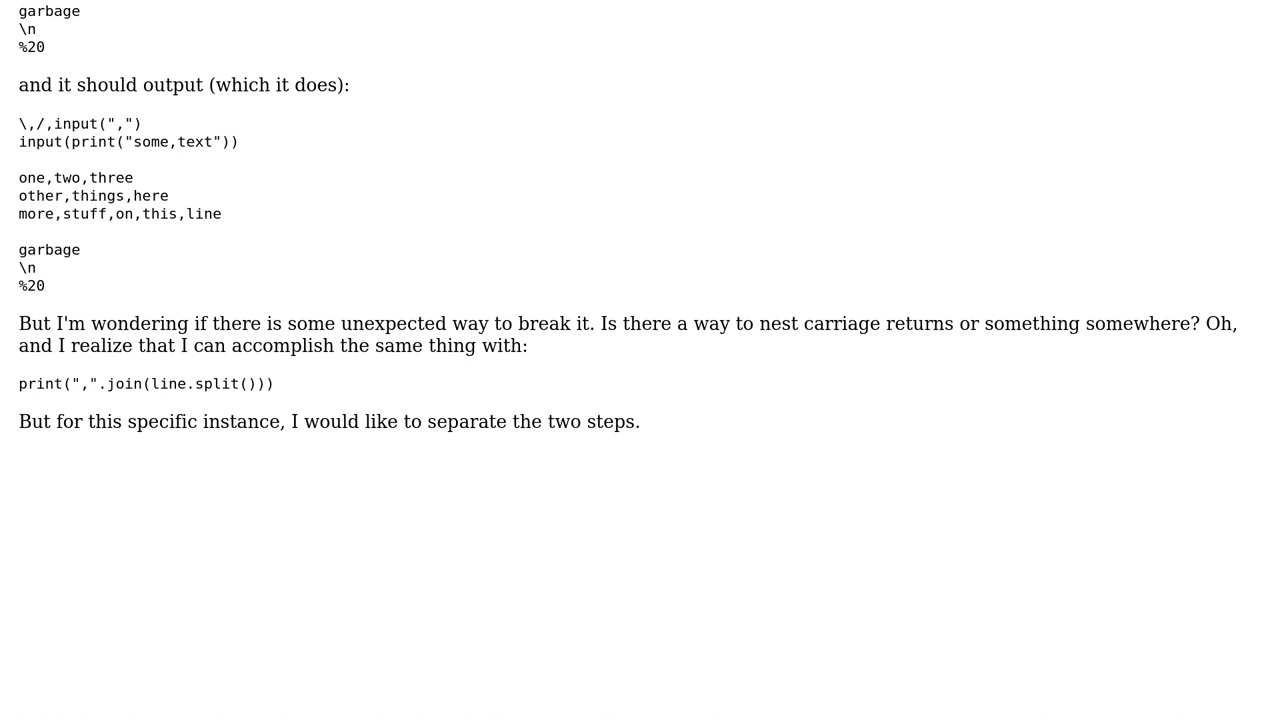 garbage
\n
%20
and it should output (which it does):
\,/,input(",")
input(print("some,text"))
one,two,three
other,things,here
more,stuff,on,this,line
garbage
\n
%20
But I'm wondering if there is some unexpected way to break it. Is there a way to nest carriage returns or something somewhere? Oh,
and I realize that I can accomplish the same thing with:
print(",".join(line.split()))
But for this specific instance, I would like to separate the two steps.